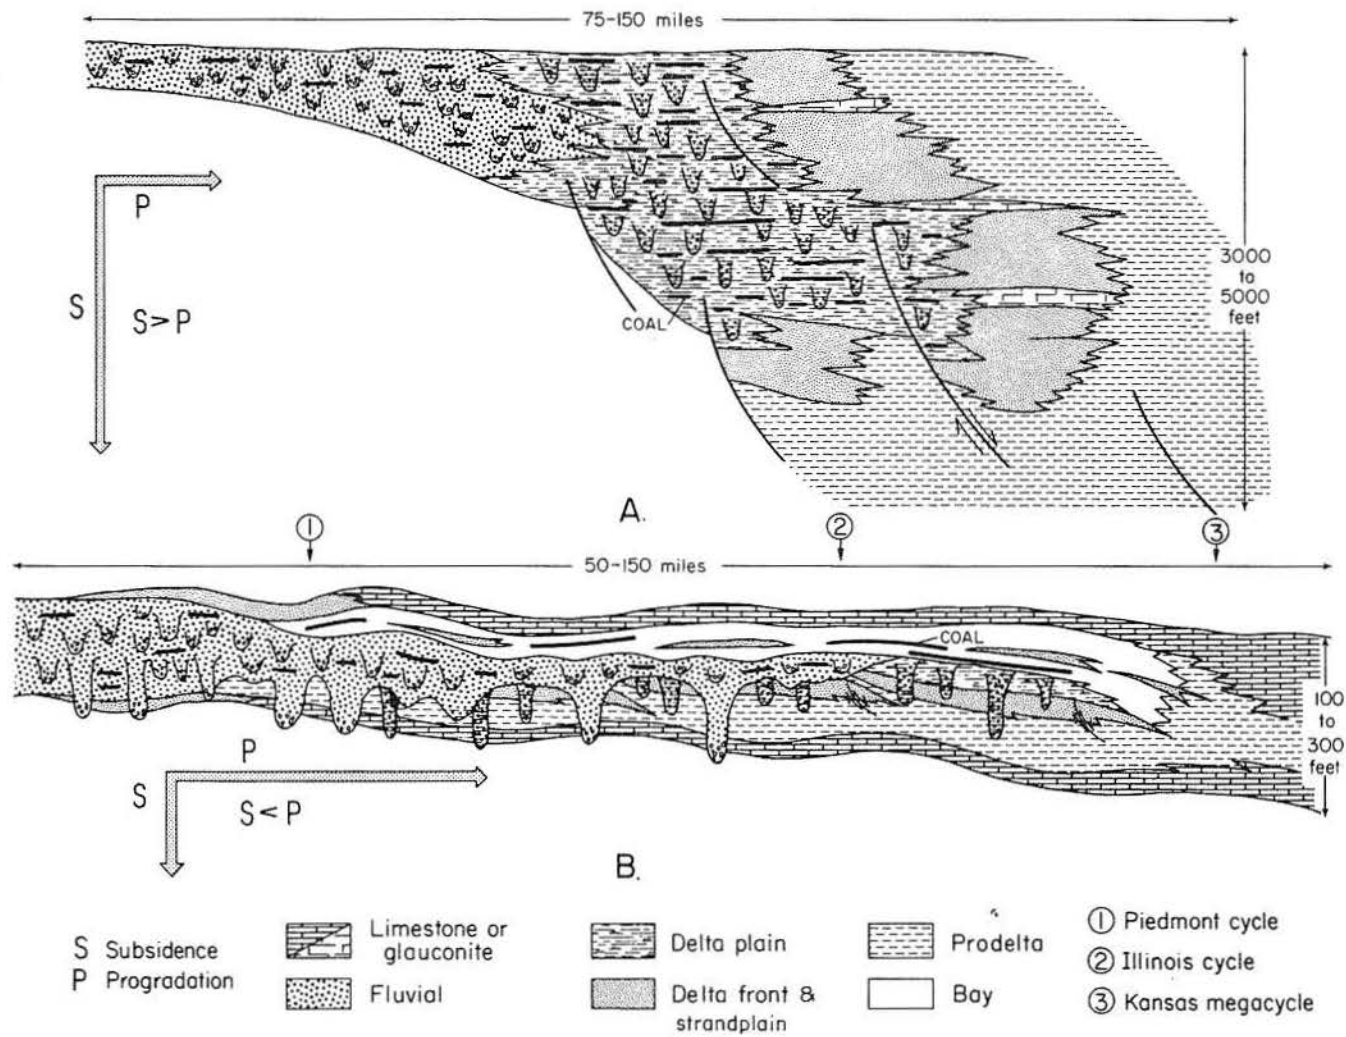 75-150 miles
P
S
S > P
COAL
3000
to
5000
feet
A.
① ② ③
50-150 miles
COAL
100
to
300
feet
P
S
S < P
B.
S Subsidence
P Progradation
Limestone or
glauconite
Fluvial
Delta plain
Delta front &
strandplain
Prodelta
Bay
① Piedmont cycle
② Illinois cycle
③ Kansas megacycle